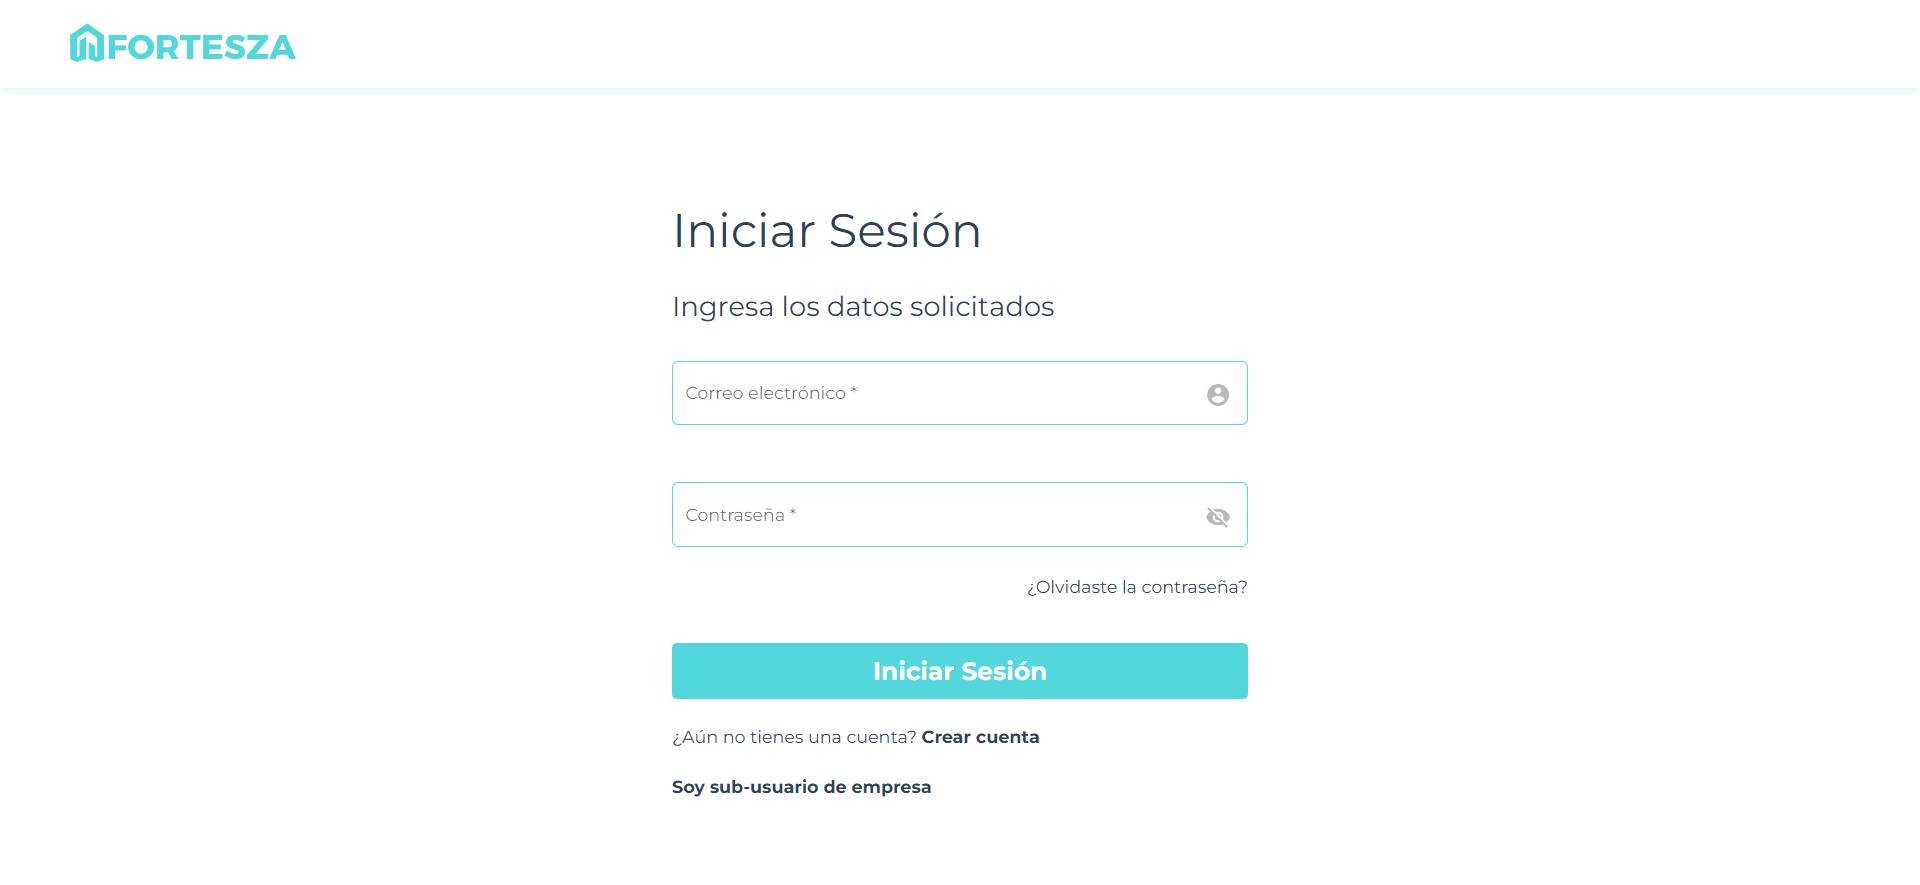 FORTESZA
Iniciar Sesión
Ingresa los datos solicitados
Correo electrónico *
Contraseña *
¿Olvidaste la contraseña?
Iniciar Sesión
¿Aún no tienes una cuenta? Crear cuenta
Soy sub-usuario de empresa